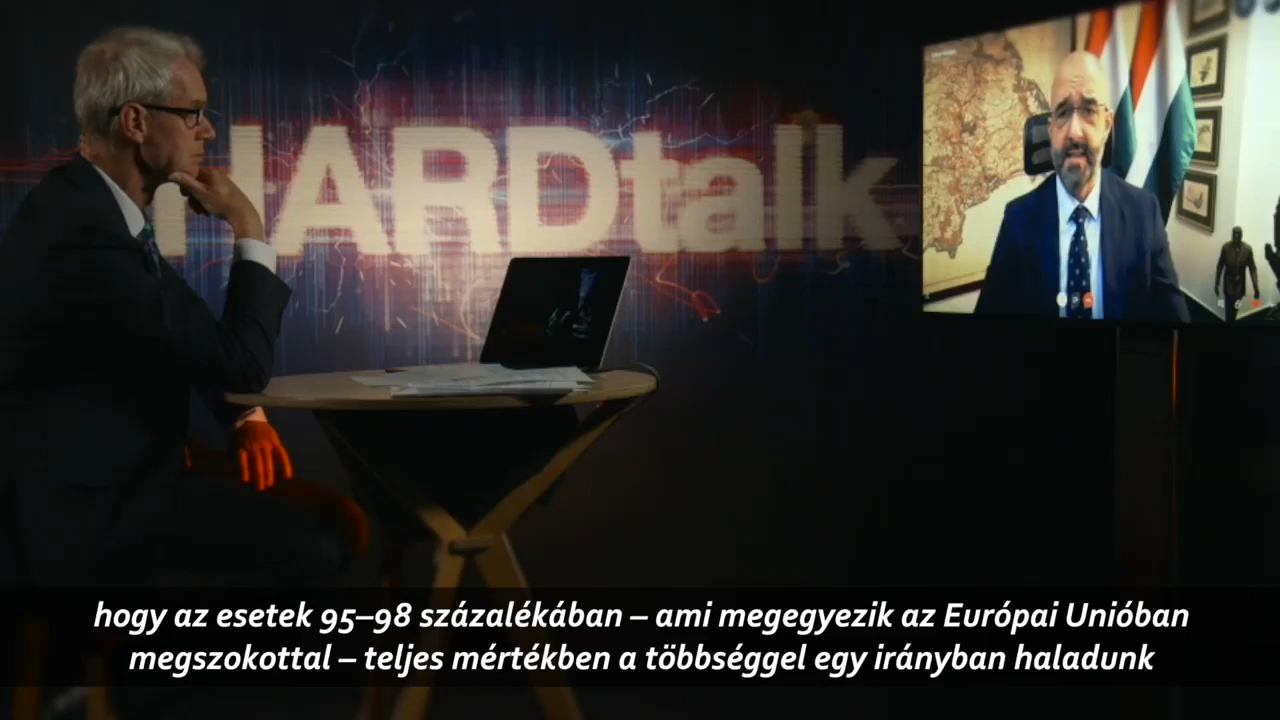 HARDtalk
hogy az esetek 95–98 százalékában – ami megegyezik az Európai Unióban
megszokottal – teljes mértékben a többséggel egy irányban haladunk